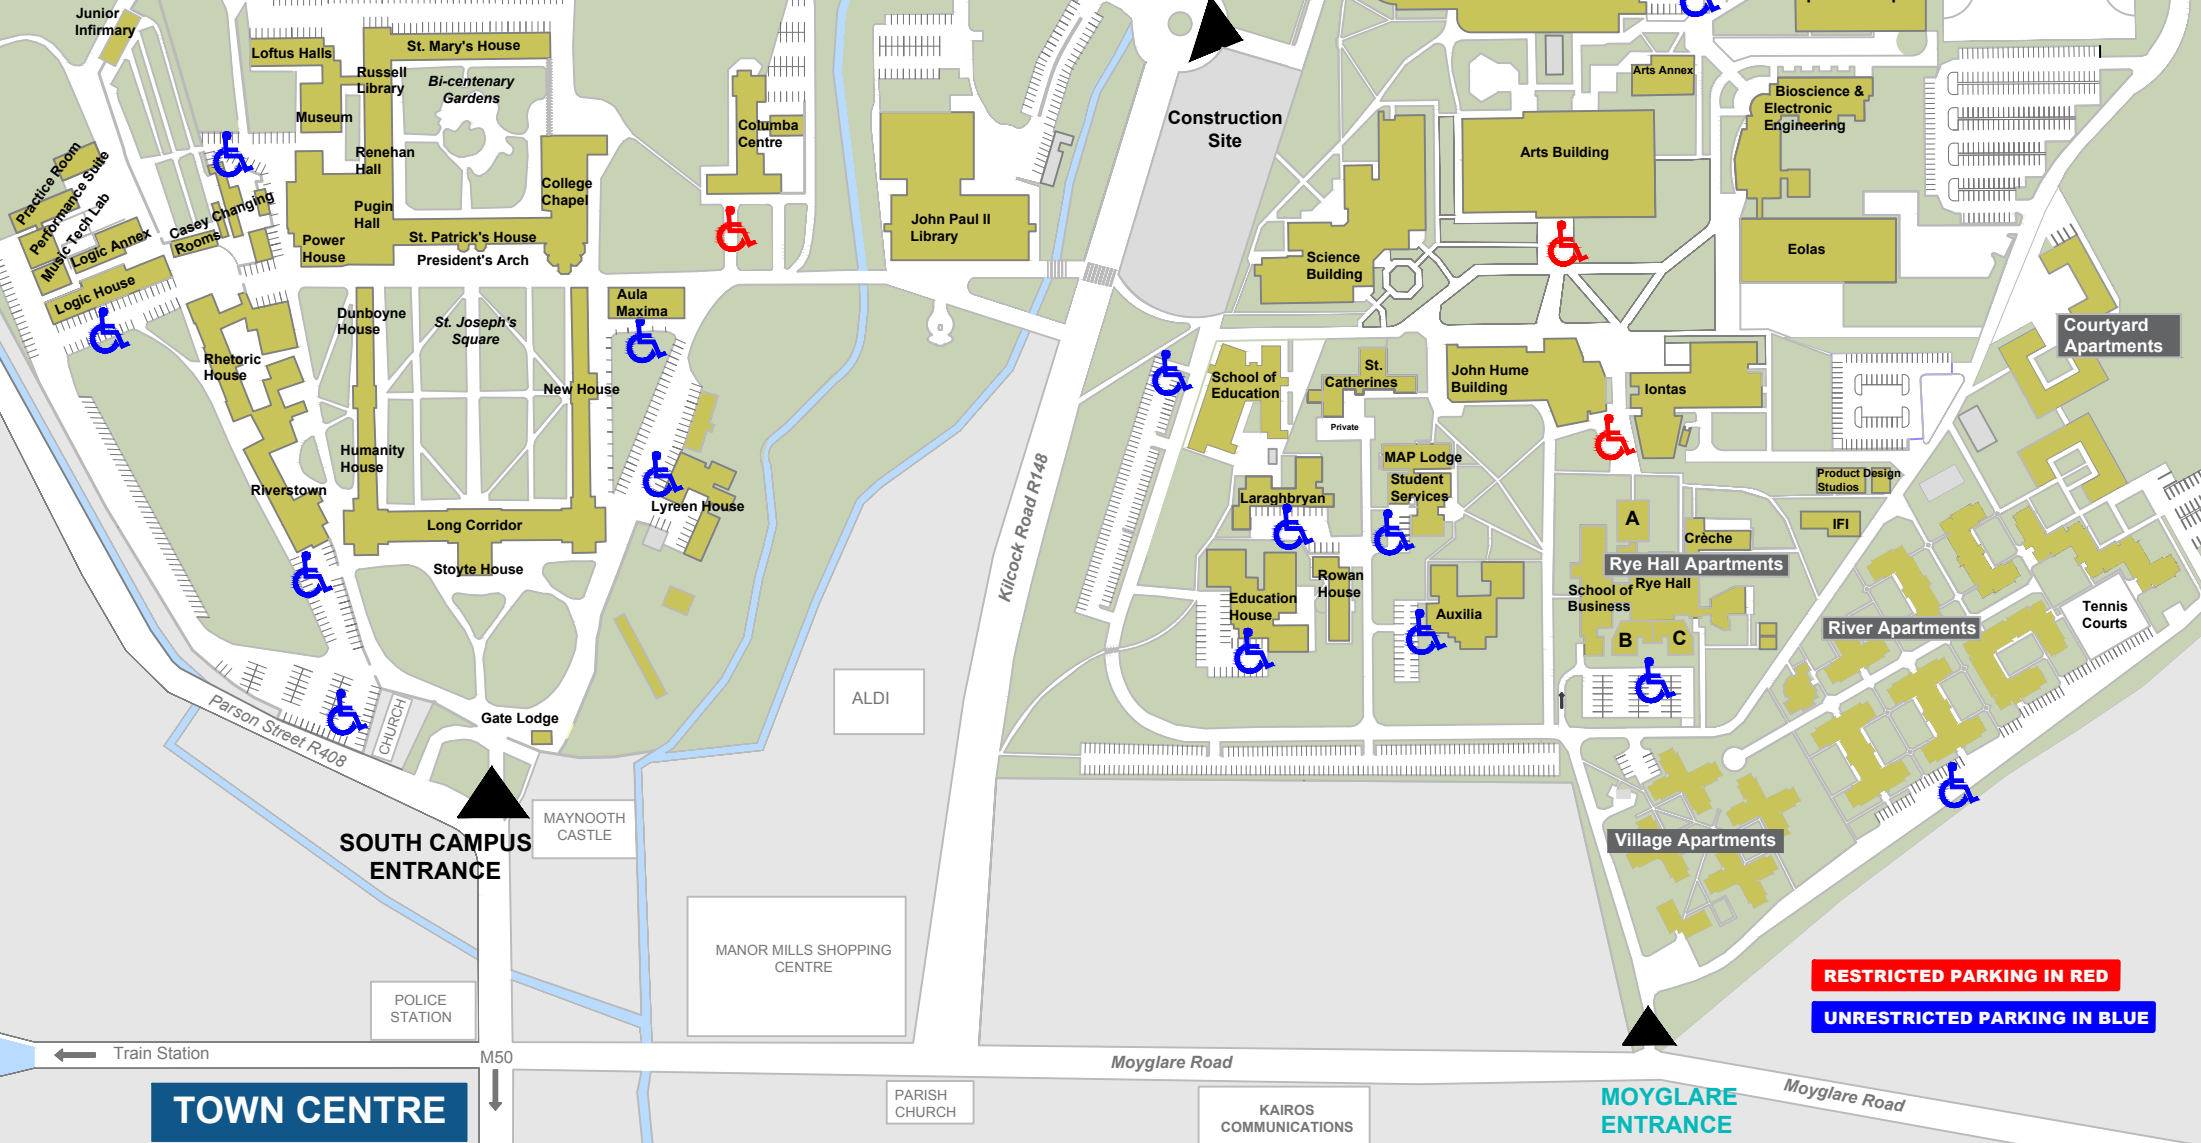 Junior
Infirmary
Loftus Halls
St. Mary's House
Russell
Library
Bi-centenary
Gardens
Museum
Renehan
Hall
College
Chapel
Columba
Centre
Practice Room
Performance Suite
Music Tech Lab
Logic Annex
Logic House
Casey Changing
Rooms
Pugin
Hall
Power
House
St. Patrick's House
President's Arch
John Paul II
Library
Construction
Site
Arts Annex
Arts Building
Bioscience &
Electronic
Engineering
Science
Building
Eolas
Aula
Maxima
Dunboyne
House
St. Joseph's
Square
Rhetoric
House
New House
Humanity
House
Riverstown
Long Corridor
Lyreen House
Stoyte House
Kilcock Road R148
School of
Education
St.
Catherines
Private
John Hume
Building
Iontas
Courtyard
Apartments
MAP Lodge
Student
Services
Laraghbryan
Product Design
Studios
IFI
A
Crèche
Rye Hall Apartments
Rye Hall
School of
Business
B
C
Education
House
Rowan
House
Auxilia
River Apartments
Tennis
Courts
Gate Lodge
CHURCH
Parson Street R408
ALDI
MAYNOOTH
CASTLE
SOUTH CAMPUS
ENTRANCE
Village Apartments
MANOR MILLS SHOPPING
CENTRE
POLICE
STATION
RESTRICTED PARKING IN RED
UNRESTRICTED PARKING IN BLUE
Train Station
M50
Moyglare Road
TOWN CENTRE
PARISH
CHURCH
KAIROS
COMMUNICATIONS
MOYGLARE
ENTRANCE
Moyglare Road